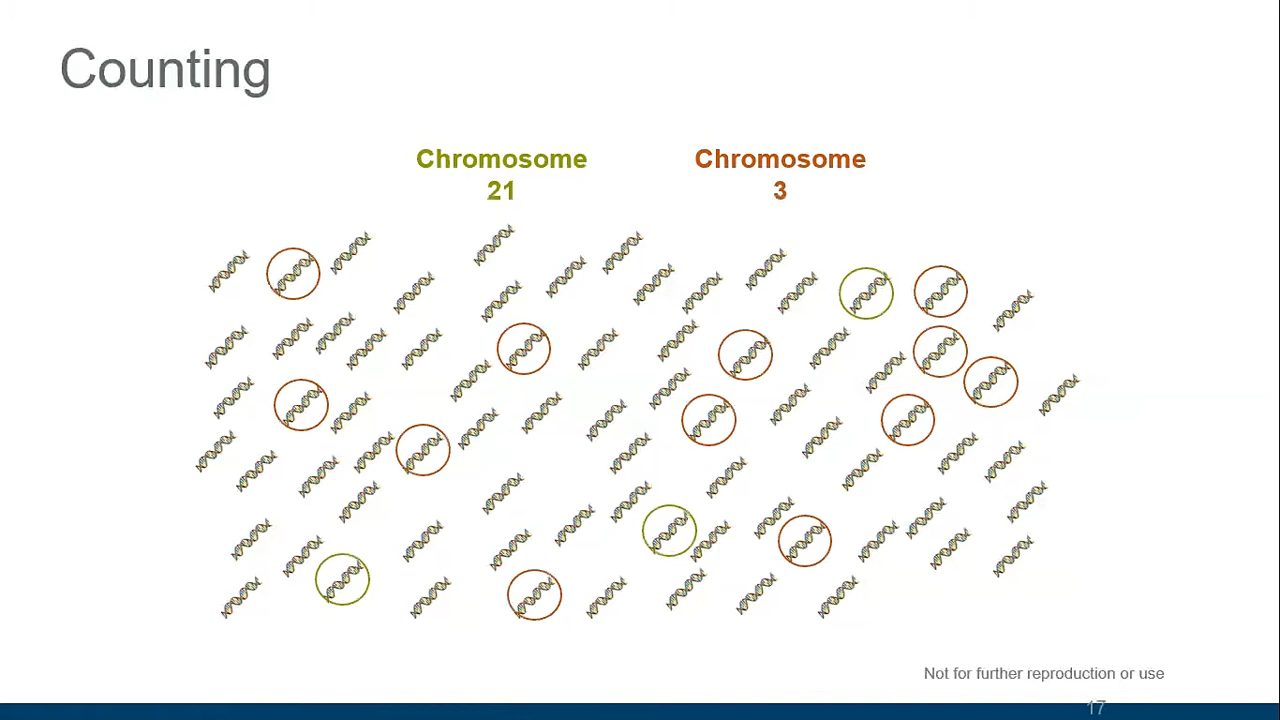 Counting
Chromosome
21
Chromosome
3
Not for further reproduction or use
17